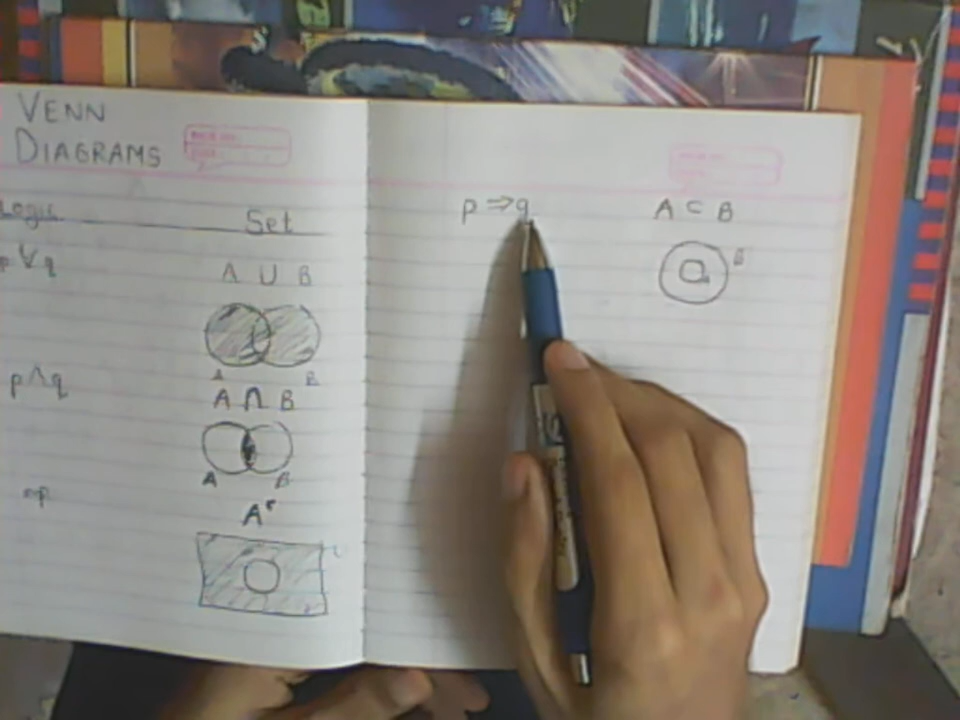 VENN
DIAGRAMS
Logic Set
p V q
A U B
A B
p ∧ q
A ∩ B
A B
~p
Aᶜ
U
p ⇒ q A ⊂ B
B
a